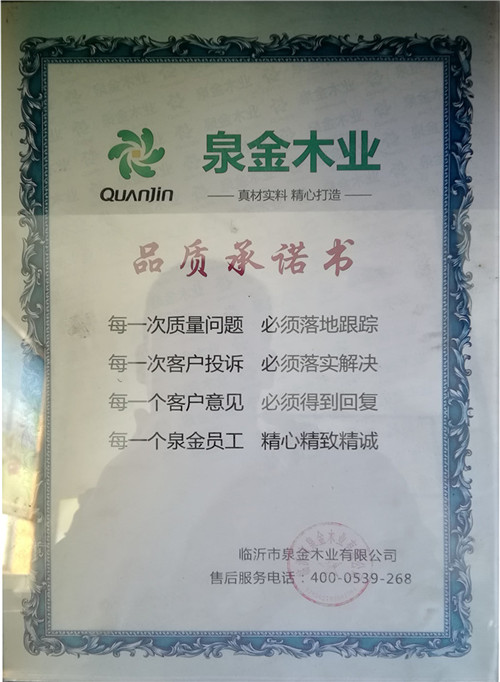 泉金木业
QUANJin
真材实料 精心打造
品质承诺书
每一次质量问题 必须落地跟踪
每一次客户投诉 必须落实解决
每一个客户意见 必须得到回复
每一个泉金员工 精心精致精诚
临沂市泉金木业有限公司
售后服务电话：400-0539-268